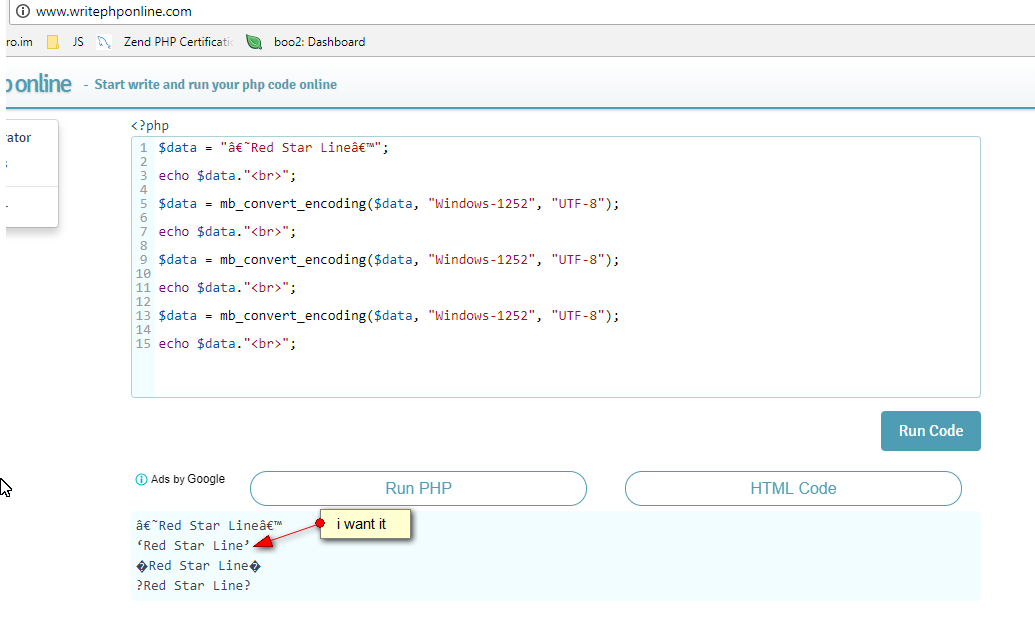 www.writephponline.com
ro.im JS Zend PHP Certificati boo2: Dashboard
online - Start write and run your php code online
rator
<?php
1 $data = "â€˜Red Star Lineâ€™";
2
3 echo $data."<br>";
4
5 $data = mb_convert_encoding($data, "Windows-1252", "UTF-8");
6
7 echo $data."<br>";
8
9 $data = mb_convert_encoding($data, "Windows-1252", "UTF-8");
10
11 echo $data."<br>";
12
13 $data = mb_convert_encoding($data, "Windows-1252", "UTF-8");
14
15 echo $data."<br>";
Run Code
Ads by Google Run PHP HTML Code
â€˜Red Star Lineâ€™
i want it
‘Red Star Line’
�Red Star Line�
?Red Star Line?